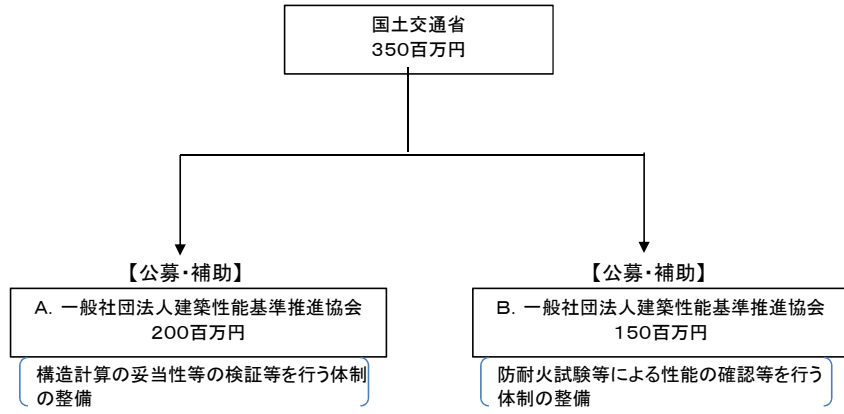 国土交通省
350百万円
【公募・補助】
A. 一般社団法人建築性能基準推進協会
200百万円
構造計算の妥当性等の検証等を行う体制
の整備
【公募・補助】
B. 一般社団法人建築性能基準推進協会
150百万円
防耐火試験等による性能の確認等を行う
体制の整備